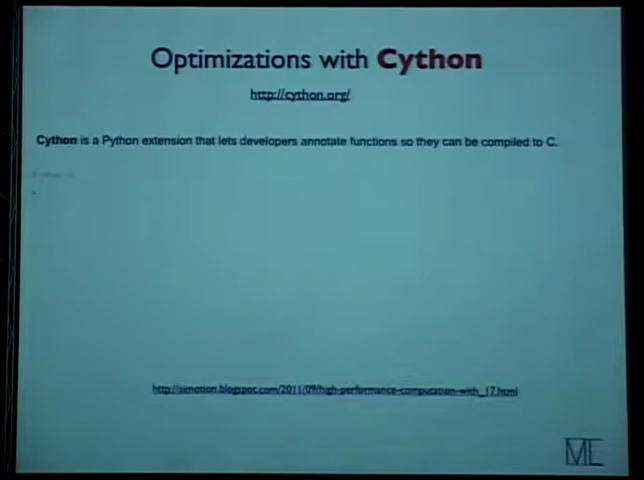 Optimizations with Cython
http://cython.org/
Cython is a Python extension that lets developers annotate functions so they can be compiled to C.
http://aimotion.blogspot.com/2011/09/high-performance-computation-with_17.html
ME